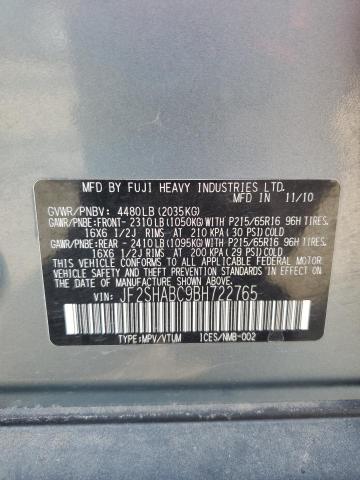 MFD BY FUJI HEAVY INDUSTRIES LTD. 11/10
GVWR/PNBV: 4480LB(2035KG)
GAWR/PNBE:FRONT- 2310LB(1050KG)WITH P215/65R16 96H TIRES,
16X6 1/2J RIMS, AT 210 KPA(30 PSI)COLD
GAWR/PNBE:REAR - 2410LB(1095KG)WITH P215/65R16 96H TIRES,
16X6 1/2J RIMS, AT 200 KPA(29 PSI)COLD
THIS VEHICLE CONFORMS TO ALL APPLICABLE
FEDERAL MOTOR VEHICLE SAFETY AND
BUMPER STANDARDS IN EFFECT ON THE DATE
OF MANUFACTURE SHOWN ABOVE.
VIN: JF2SHABC9BH722765
TYPE:MPV/VTUM ICES/NMB-002